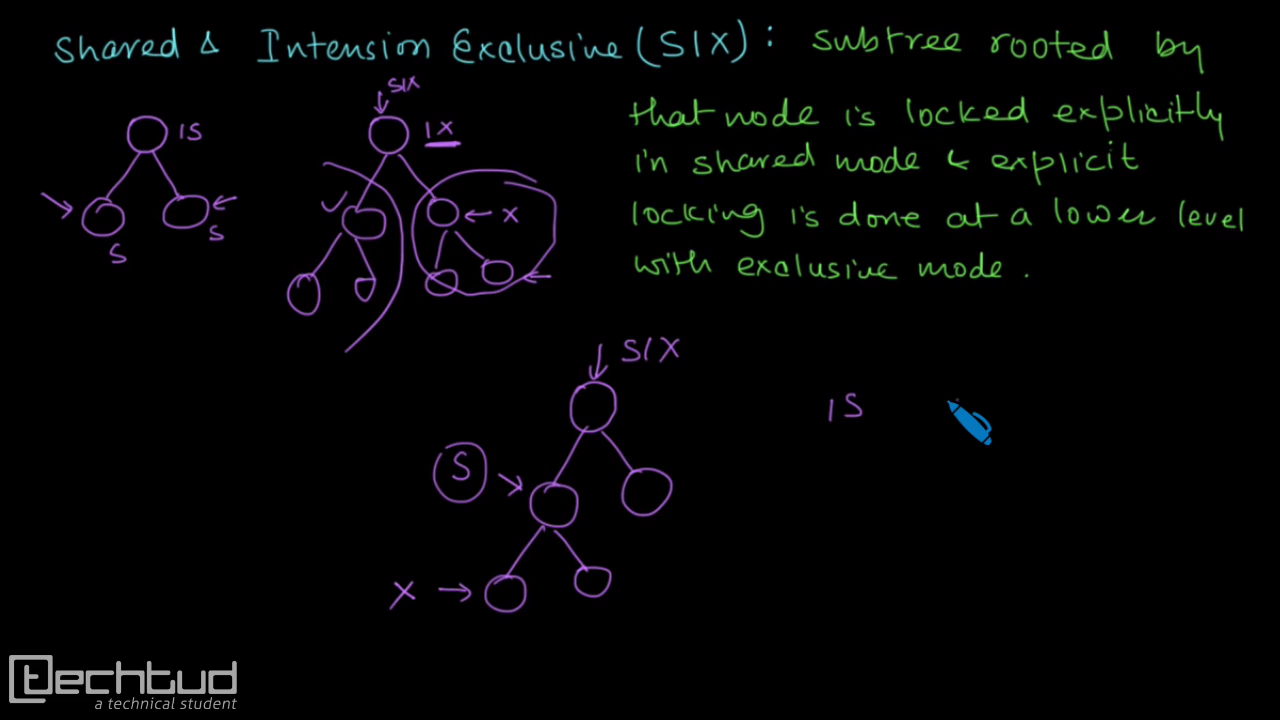 Shared & Intension Exclusive (SIX): subtree rooted by
that node is locked explicitly
in shared mode & explicit
locking is done at a lower level
with exclusive mode.
SIX
IS
IX
S
S
X
SIX
IS
S
X
techtud
a technical student